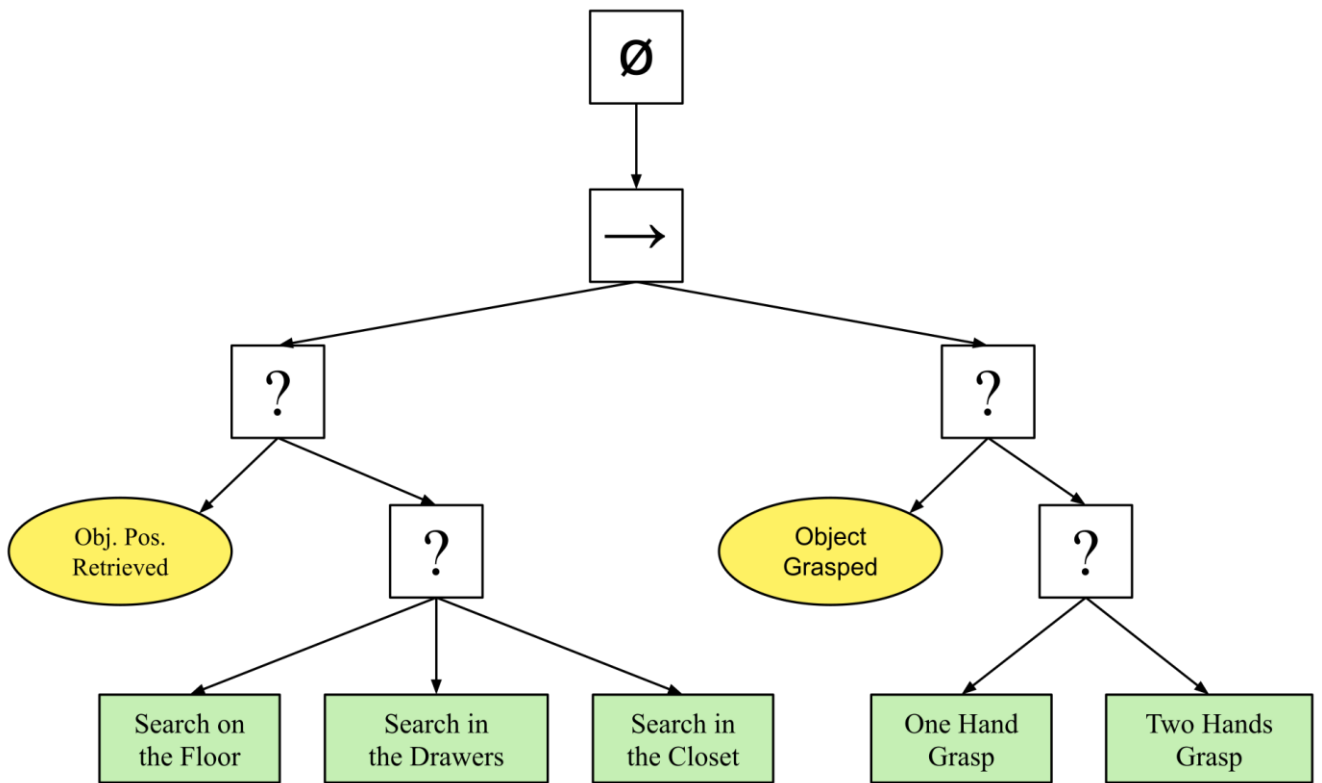 Ø
→
?
?
Obj. Pos.
Retrieved
?
Object
Grasped
?
Search on
the Floor
Search in
the Drawers
Search in
the Closet
One Hand
Grasp
Two Hands
Grasp